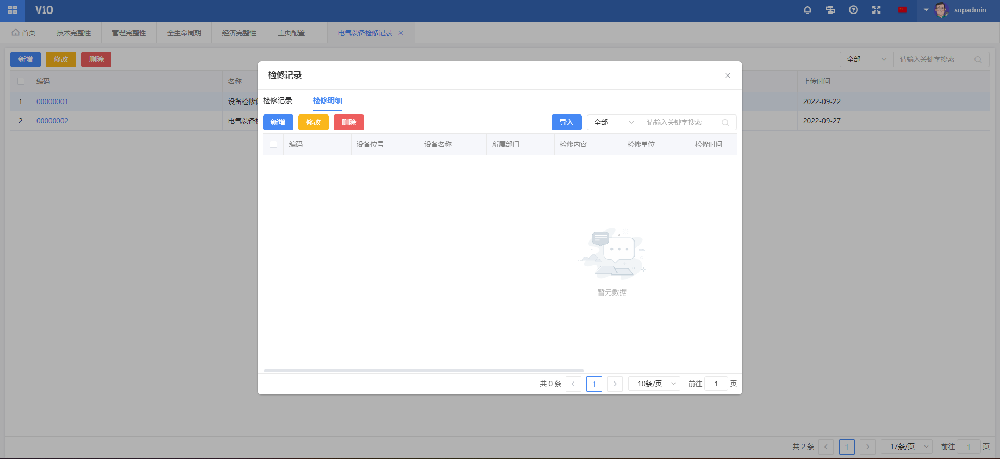 V10
supadmin
首页
技术完整性
管理完整性
全生命周期
经济完整性
主页配置
电气设备检修记录
新增
修改
删除
全部
请输入关键字搜索
编码
名称
上传时间
1
00000001
设备检修
2022-09-22
2
00000002
电气设备
2022-09-27
检修记录
检修记录
检修明细
新增
修改
删除
导入
全部
请输入关键字搜索
编码
设备位号
设备名称
所属部门
检修内容
检修单位
检修时间
暂无数据
共 0 条
1
10条/页
前往
1
页
共 2 条
1
17条/页
前往
1
页